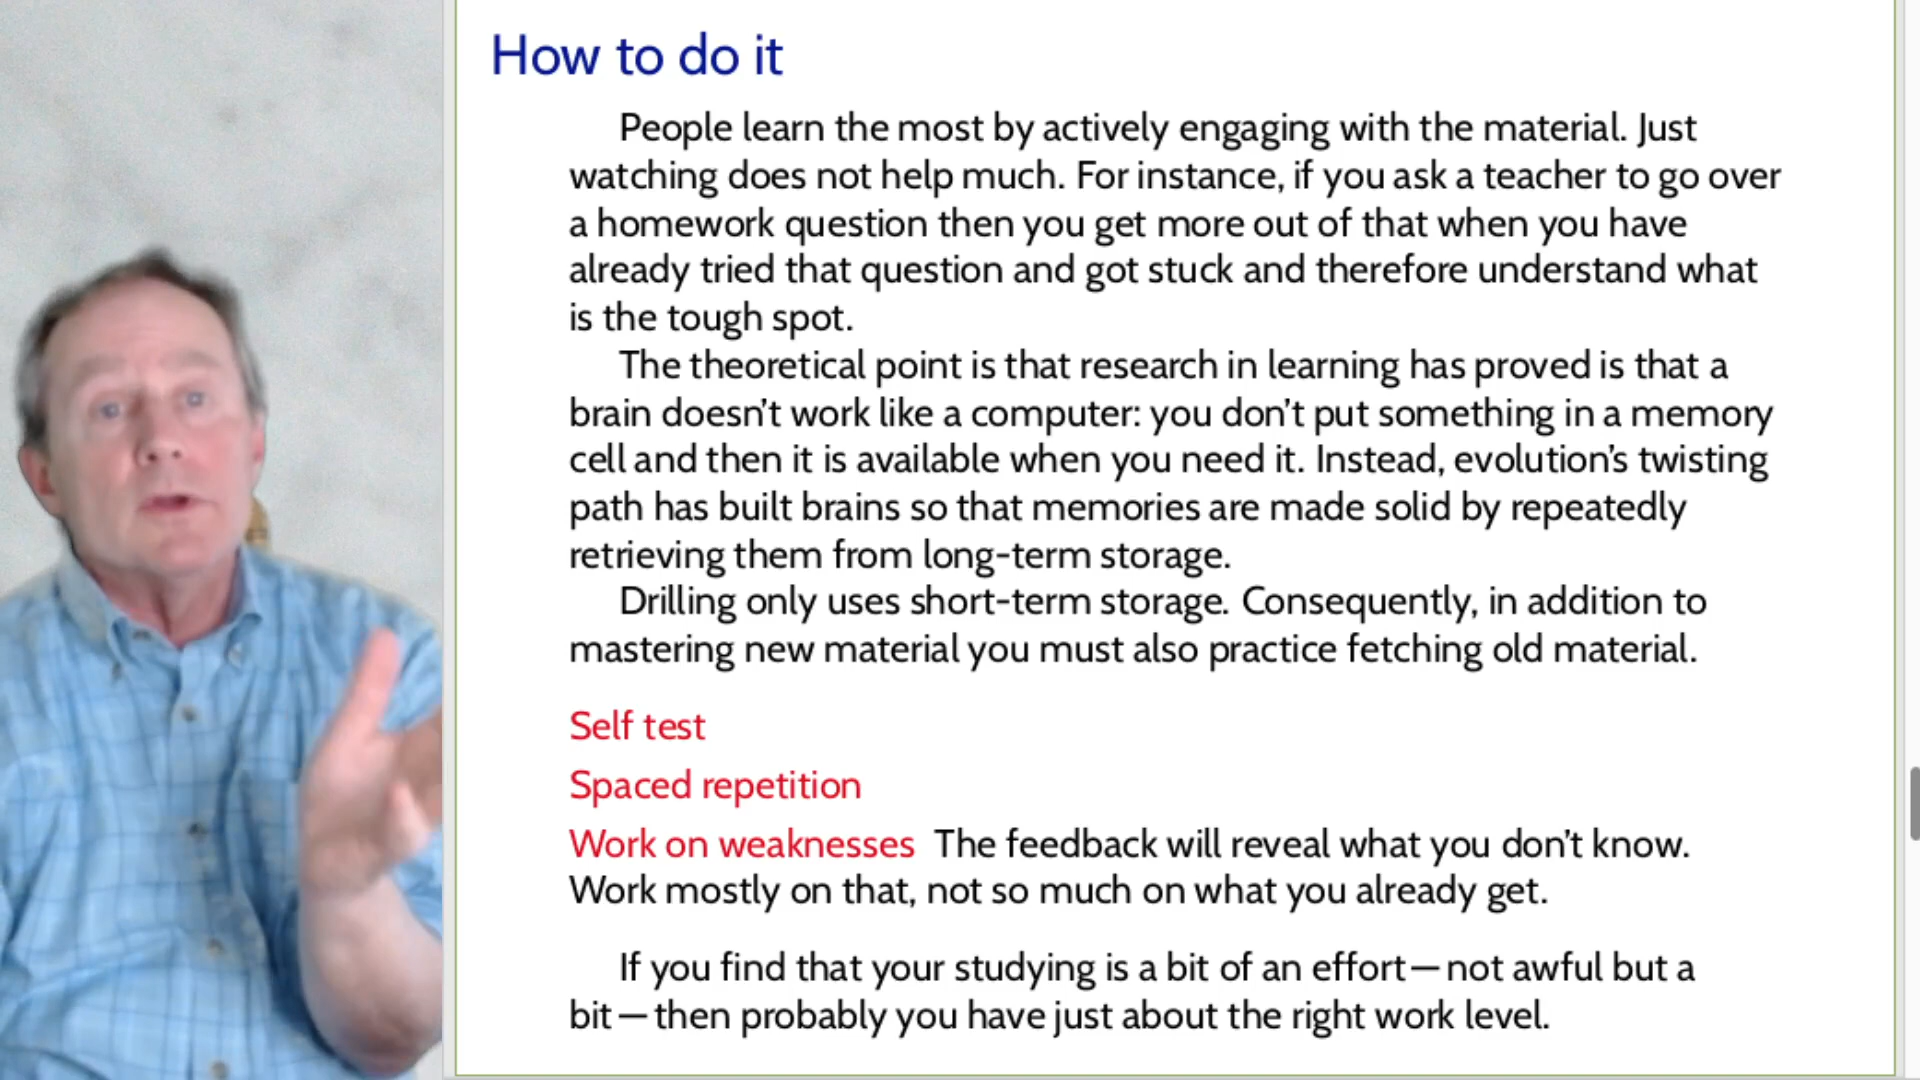 How to do it
People learn the most by actively engaging with the material. Just
watching does not help much. For instance, if you ask a teacher to go over
a homework question then you get more out of that when you have
already tried that question and got stuck and therefore understand what
is the tough spot.
The theoretical point is that research in learning has proved is that a
brain doesn't work like a computer: you don't put something in a memory
cell and then it is available when you need it. Instead, evolution's twisting
path has built brains so that memories are made solid by repeatedly
retrieving them from long-term storage.
Drilling only uses short-term storage. Consequently, in addition to
mastering new material you must also practice fetching old material.
Self test
Spaced repetition
Work on weaknesses The feedback will reveal what you don't know.
Work mostly on that, not so much on what you already get.
If you find that your studying is a bit of an effort—not awful but a
bit—then probably you have just about the right work level.